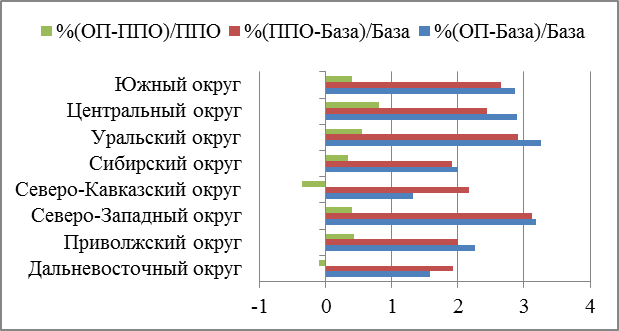 %(ОП-ППО)/ППО %(ППО-База)/База %(ОП-База)/База
Южный округ
Центральный округ
Уральский округ
Сибирский округ
Северо-Кавказский округ
Северо-Западный округ
Приволжский округ
Дальневосточный округ
-1 0 1 2 3 4